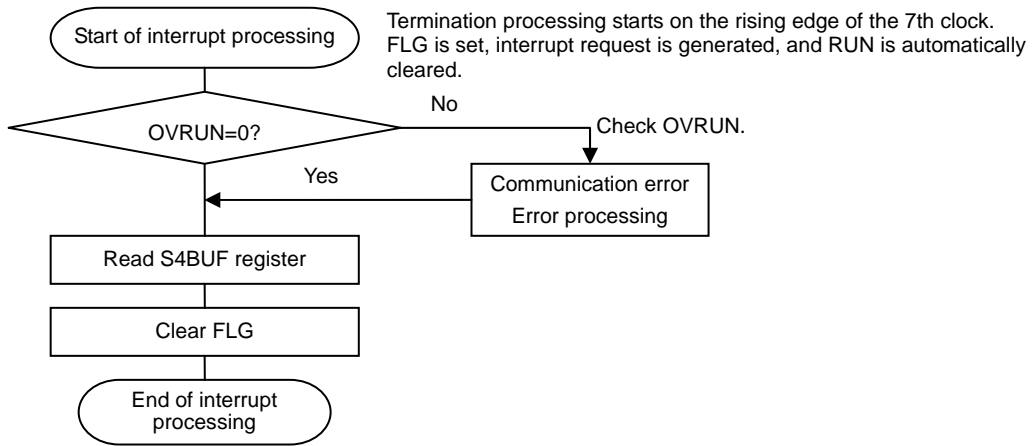 Start of interrupt processing
Termination processing starts on the rising edge of the 7th clock.
FLG is set, interrupt request is generated, and RUN is automatically
cleared.
No
OVRUN=0?
Check OVRUN.
Yes
Communication error
Error processing
Read S4BUF register
Clear FLG
End of interrupt
processing